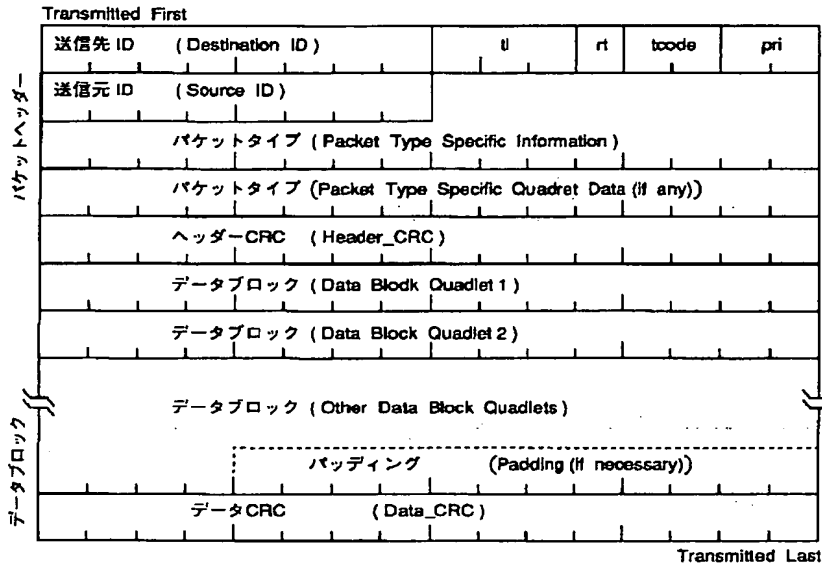 Transmitted First
送信先 ID (Destination ID) tl rt tcode pri
送信元 ID (Source ID)
パケットヘッダー
パケットタイプ (Packet Type Specific Information)
パケットタイプ (Packet Type Specific Quadret Data (if any))
ヘッダーCRC (Header_CRC)
データブロック (Data Blodk Quadlet 1)
データブロック (Data Block Quadlet 2)
データブロック (Other Data Block Quadlets)
データブロック
パッディング (Padding (if necessary))
データCRC (Data_CRC)
Transmitted Last